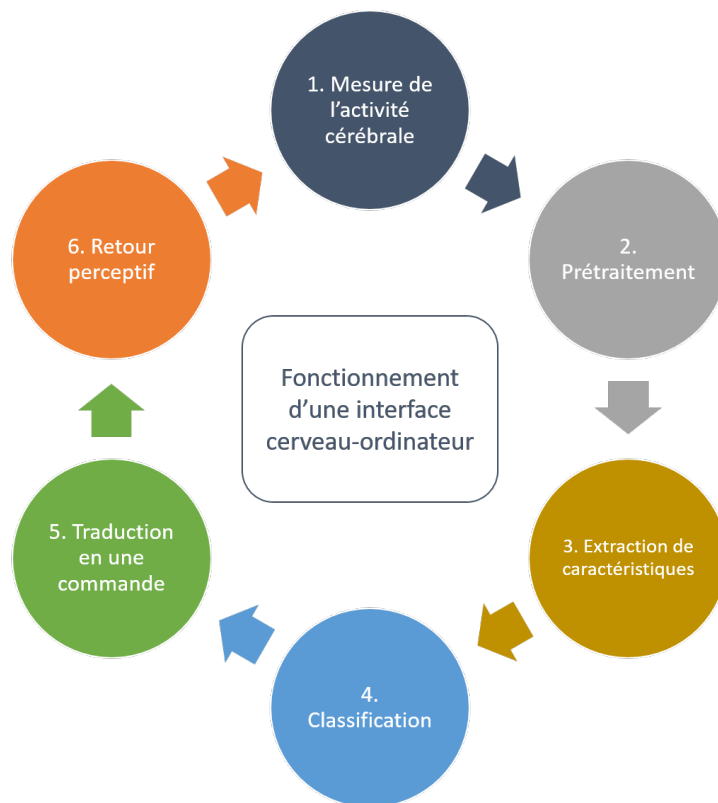 1. Mesure de
l’activité
cérébrale
2.
Prétraitement
3. Extraction de
caractéristiques
4.
Classification
5. Traduction
en une
commande
6. Retour
perceptif
Fonctionnement
d’une interface
cerveau-ordinateur